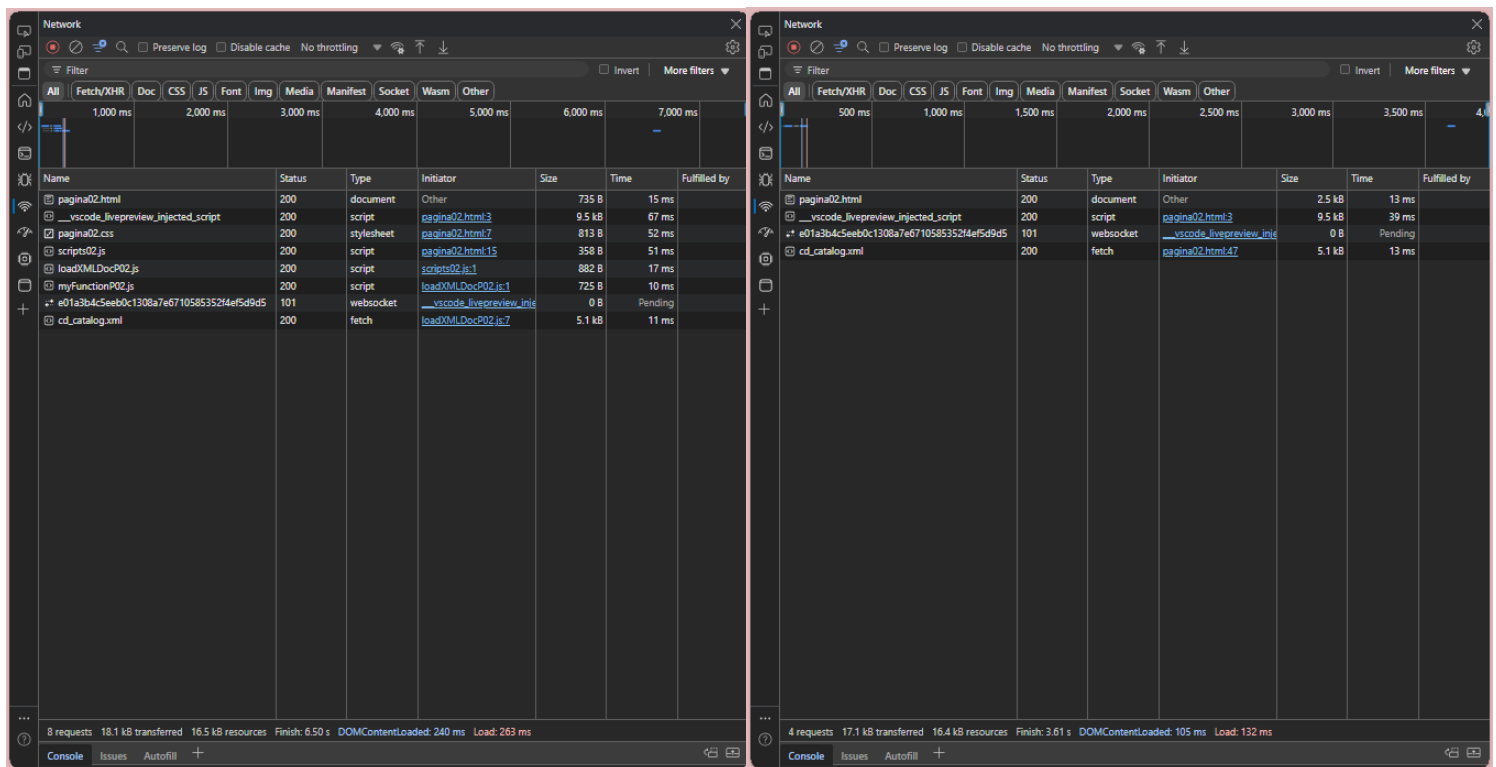 Network
Preserve log Disable cache No throttling
Filter Invert More filters
All Fetch/XHR Doc CSS JS Font Img Media Manifest Socket Wasm Other
1,000 ms 2,000 ms 3,000 ms 4,000 ms 5,000 ms 6,000 ms 7,000 ms
Name Status Type Initiator Size Time Fulfilled by
pagina02.html 200 document Other 735 B 15 ms
__vscode_livepreview_injected_script 200 script pagina02.html:3 9.5 kB 67 ms
pagina02.css 200 stylesheet pagina02.html:7 813 B 52 ms
scripts02.js 200 script pagina02.html:15 358 B 51 ms
loadXMLDocP02.js 200 script scripts02.js:1 882 B 17 ms
myFunctionP02.js 200 script loadXMLDocP02.js:1 725 B 10 ms
e01a3b4c5eeb0c1308a7e6710585352f4ef5d9d5 101 websocket __vscode_livepreview_inje 0 B Pending
cd_catalog.xml 200 fetch loadXMLDocP02.js:7 5.1 kB 11 ms
8 requests 18.1 kB transferred 16.5 kB resources Finish: 6.50 s DOMContentLoaded: 240 ms Load: 263 ms
Console Issues Autofill
Network
Preserve log Disable cache No throttling
Filter Invert More filters
All Fetch/XHR Doc CSS JS Font Img Media Manifest Socket Wasm Other
500 ms 1,000 ms 1,500 ms 2,000 ms 2,500 ms 3,000 ms 3,500 ms 4,0
Name Status Type Initiator Size Time Fulfilled by
pagina02.html 200 document Other 2.5 kB 13 ms
__vscode_livepreview_injected_script 200 script pagina02.html:3 9.5 kB 39 ms
e01a3b4c5eeb0c1308a7e6710585352f4ef5d9d5 101 websocket __vscode_livepreview_inje 0 B Pending
cd_catalog.xml 200 fetch pagina02.html:47 5.1 kB 13 ms
4 requests 17.1 kB transferred 16.4 kB resources Finish: 3.61 s DOMContentLoaded: 105 ms Load: 132 ms
Console Issues Autofill